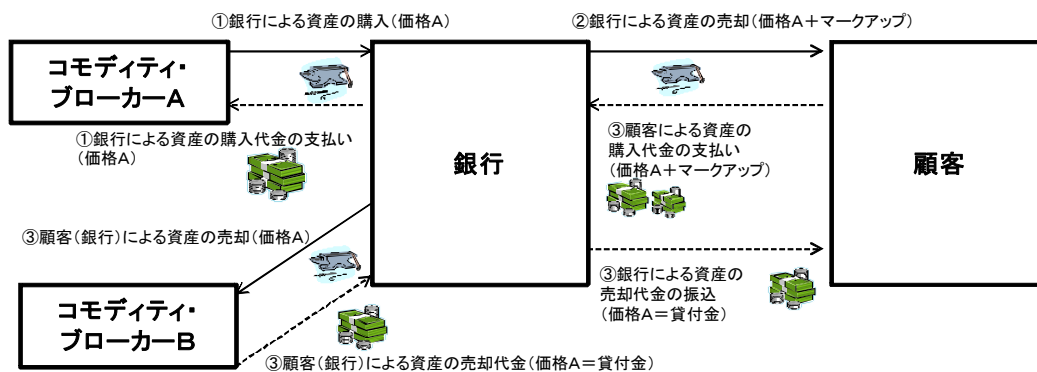 ①銀行による資産の購入(価格A)
②銀行による資産の売却(価格A+マークアップ)
コモディティ・
ブローカーA
①銀行による資産の購入代金の支払い
(価格A)
銀行
③顧客による資産の
購入代金の支払い
(価格A+マークアップ)
顧客
③顧客(銀行)による資産の売却(価格A)
③銀行による資産の
売却代金の振込
(価格A=貸付金)
コモディティ・
ブローカーB
③顧客(銀行)による資産の売却代金(価格A=貸付金)